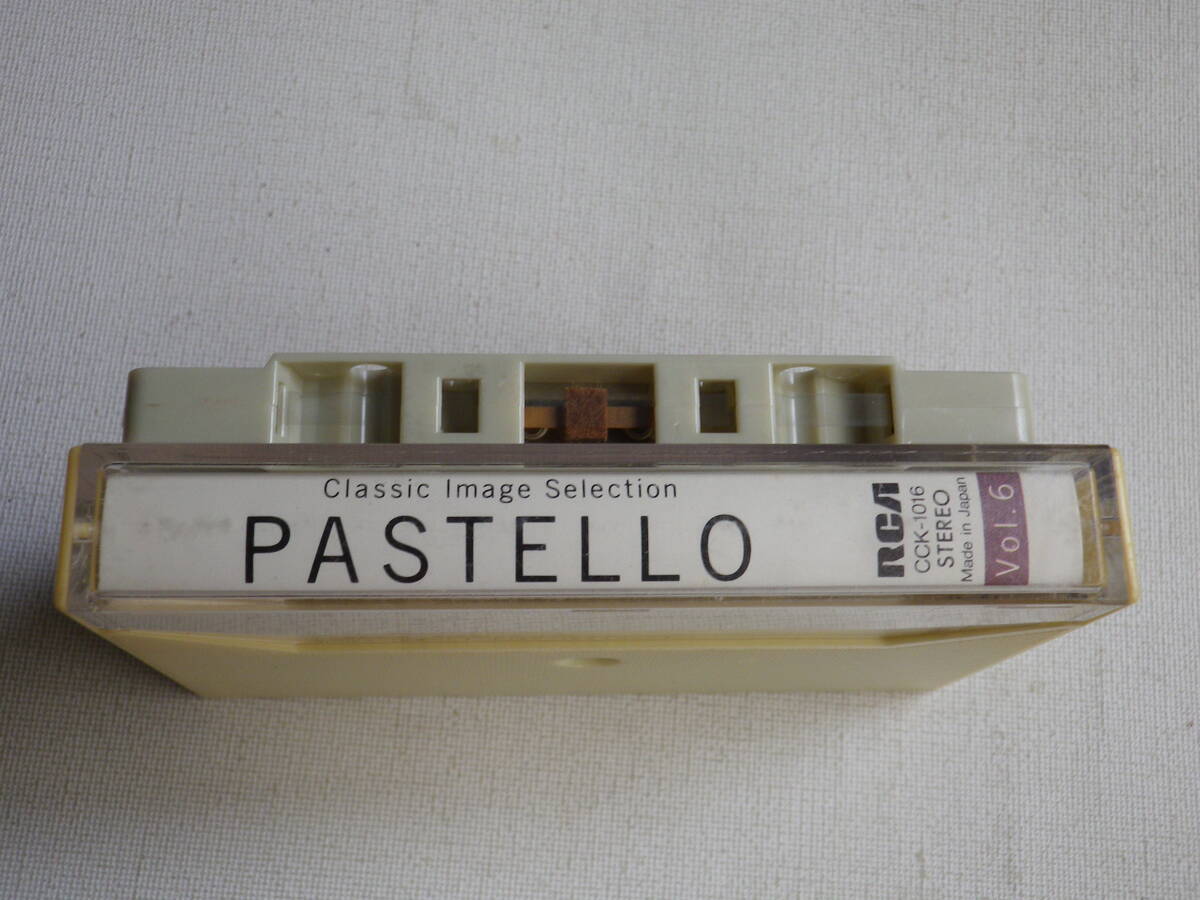 Classic Image Selection
PASTELLO
RCA
CCK-1016
STEREO
Made in Japan
Vol.6